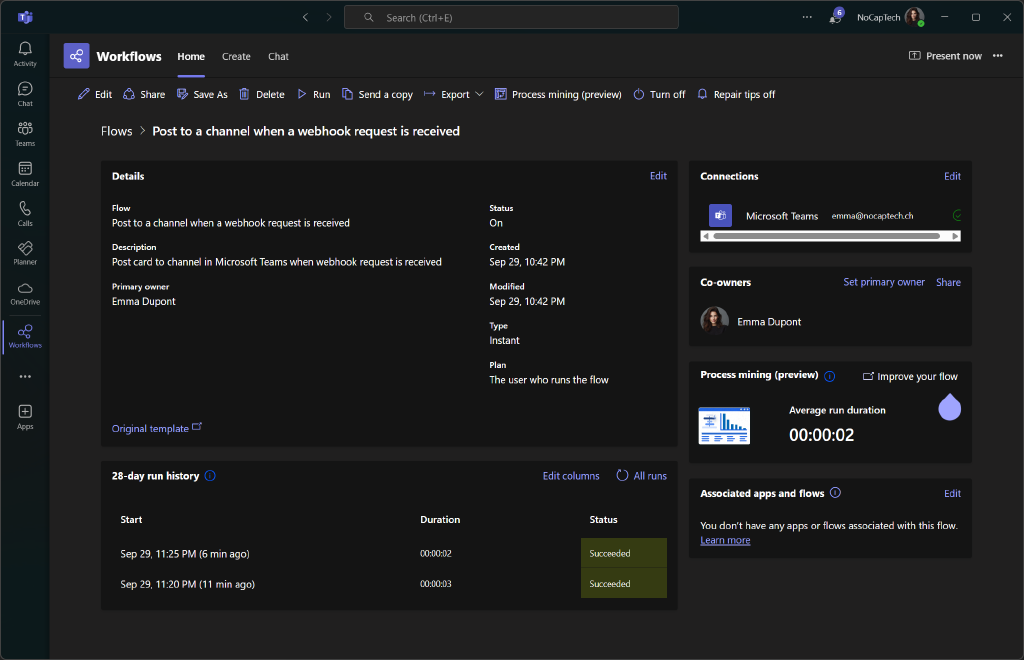 Search (Ctrl+E)
6
NoCapTech
Activity
Chat
Teams
Calendar
Calls
Planner
OneDrive
Workflows
Apps
Workflows Home Create Chat
Present now
Edit Share Save As Delete Run Send a copy Export Process mining (preview) Turn off Repair tips off
Flows > Post to a channel when a webhook request is received
Details Edit
Flow
Post to a channel when a webhook request is received
Description
Post card to channel in Microsoft Teams when webhook request is received
Primary owner
Emma Dupont
Status
On
Created
Sep 29, 10:42 PM
Modified
Sep 29, 10:42 PM
Type
Instant
Plan
The user who runs the flow
Original template
28-day run history Edit columns All runs
Start Duration Status
Sep 29, 11:25 PM (6 min ago) 00:00:02 Succeeded
Sep 29, 11:20 PM (11 min ago) 00:00:03 Succeeded
Connections Edit
Microsoft Teams emma@nocaptech.ch
Co-owners Set primary owner Share
Emma Dupont
Process mining (preview) Improve your flow
Average run duration
00:00:02
Associated apps and flows Edit
You don't have any apps or flows associated with this flow.
Learn more